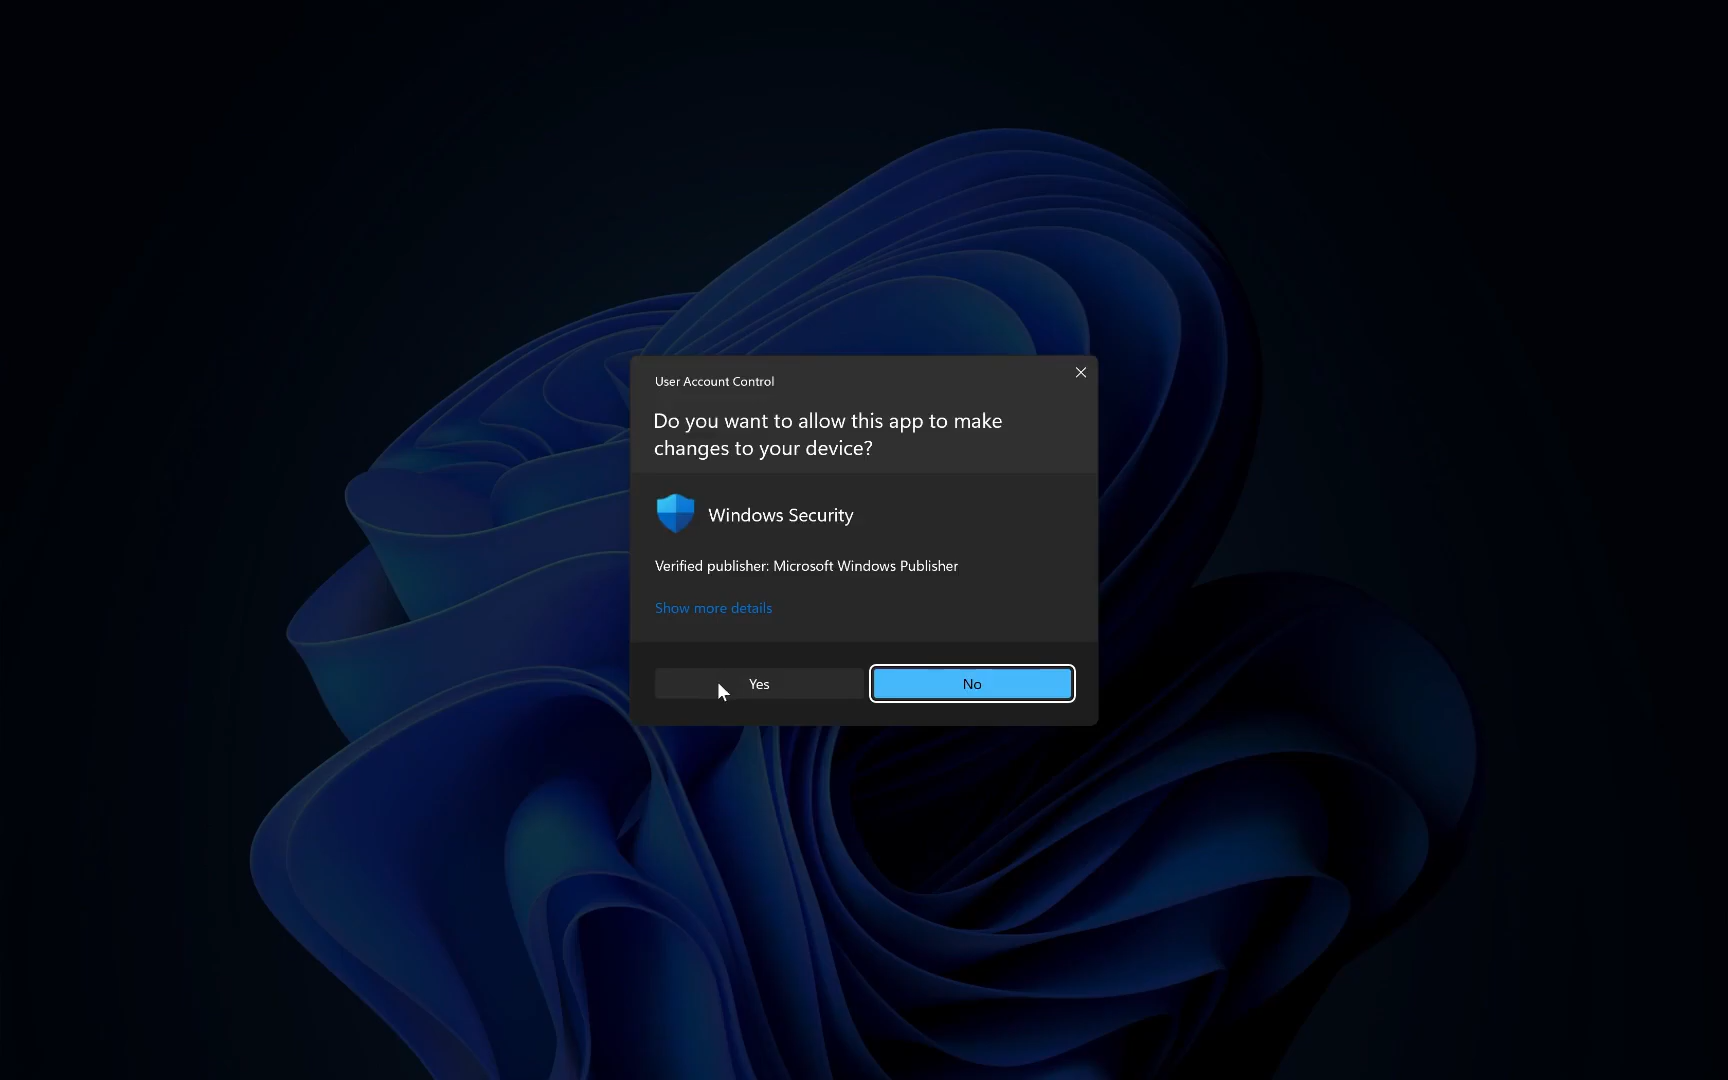 User Account Control
Do you want to allow this app to make
changes to your device?
Windows Security
Verified publisher: Microsoft Windows Publisher
Show more details
Yes
No